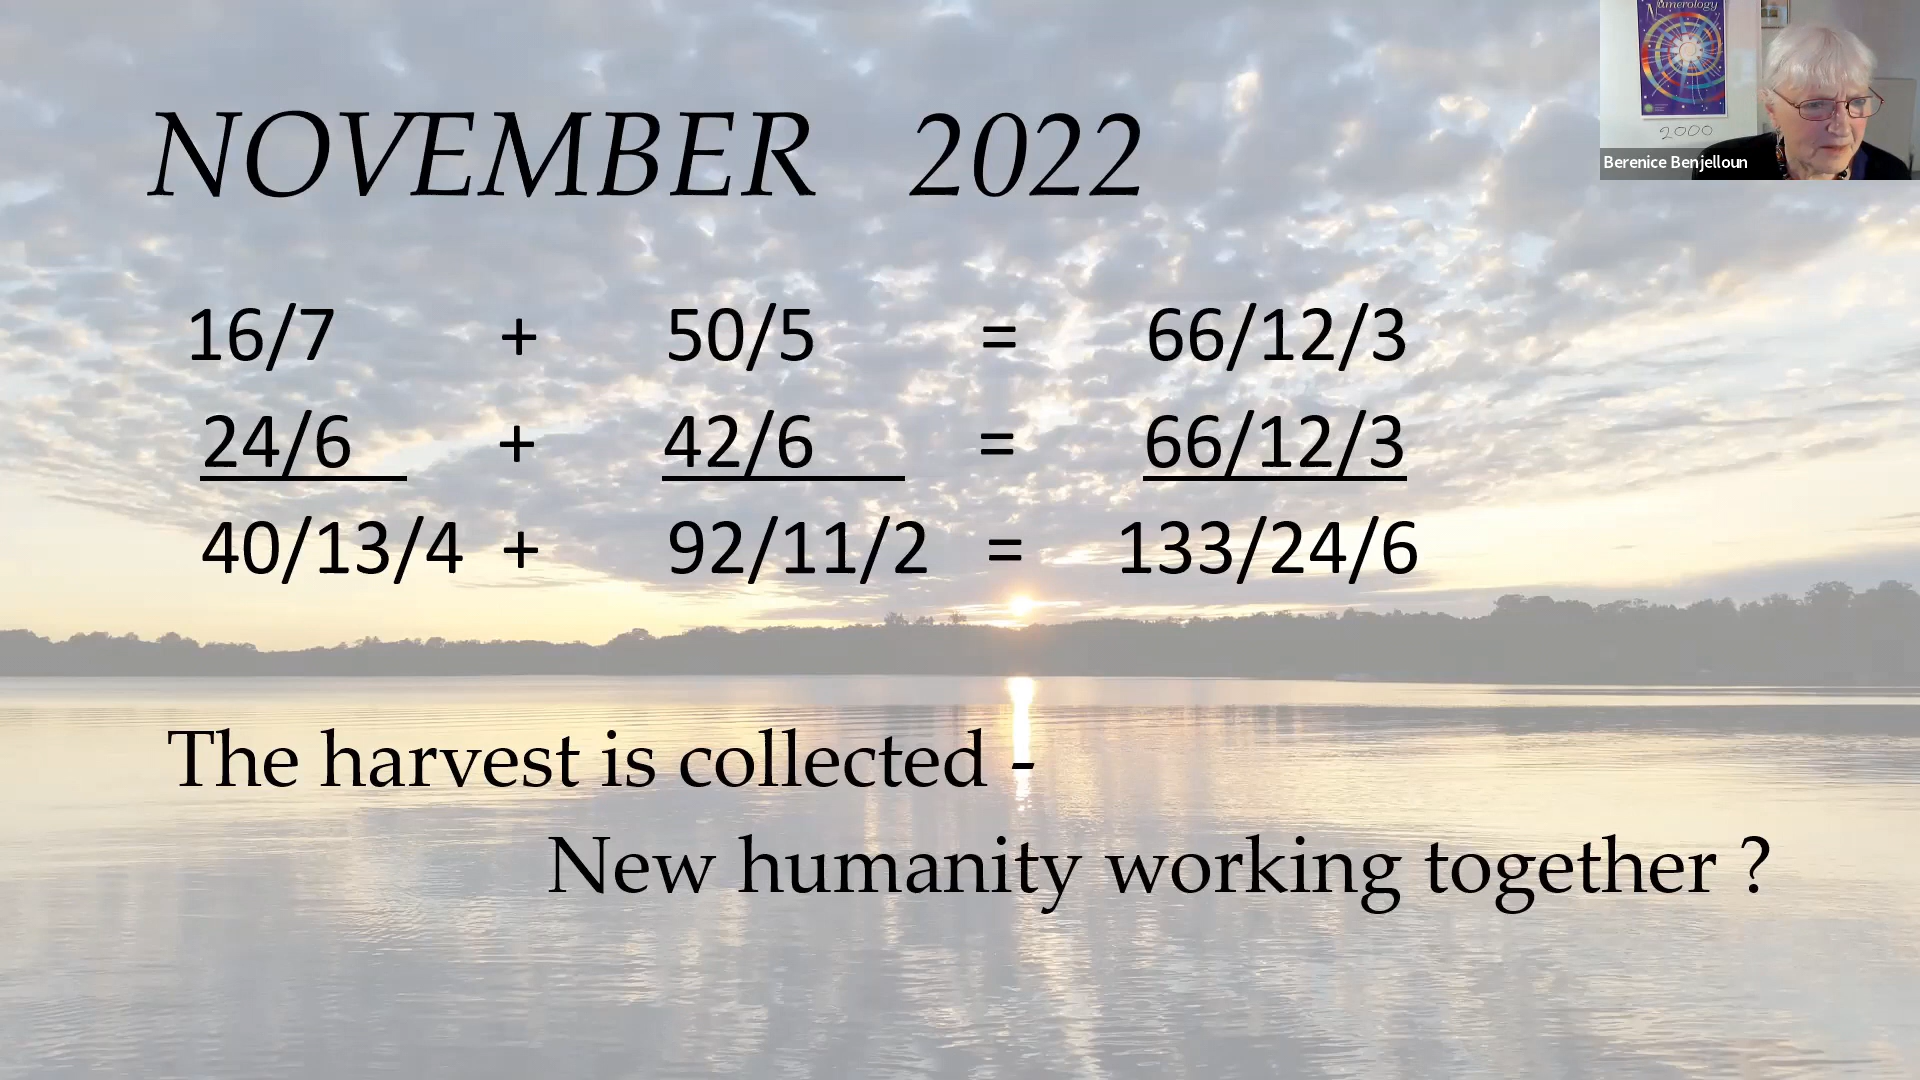 Numerology
2000
Berenice Benjelloun
NOVEMBER 2022
16/7 + 50/5 = 66/12/3
24/6 + 42/6 = 66/12/3
40/13/4 + 92/11/2 = 133/24/6
The harvest is collected -
New humanity working together ?